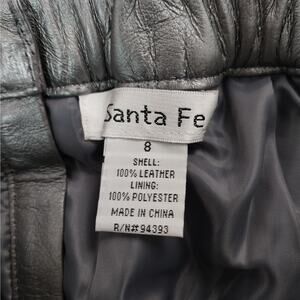 Santa Fe
8
SHELL:
100% LEATHER
LINING:
100% POLYESTER
MADE IN CHINA
R/N#94393